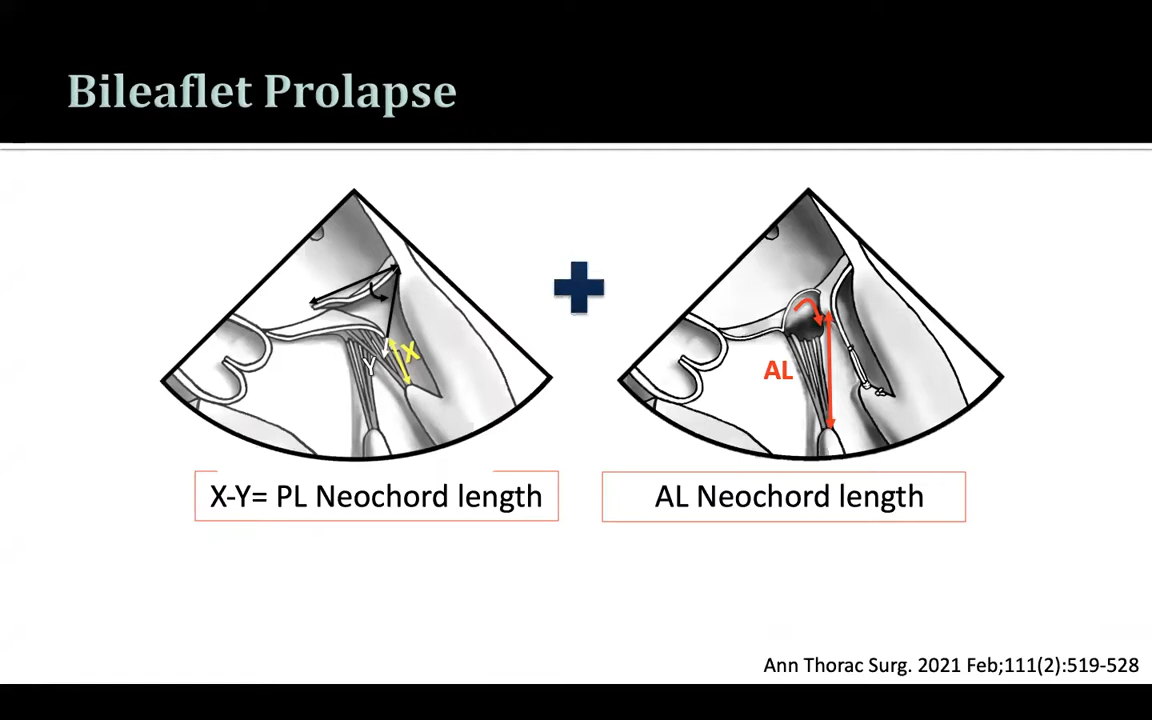 Bileaflet Prolapse
X
Y
AL
X-Y= PL Neochord length
AL Neochord length
Ann Thorac Surg. 2021 Feb;111(2):519-528